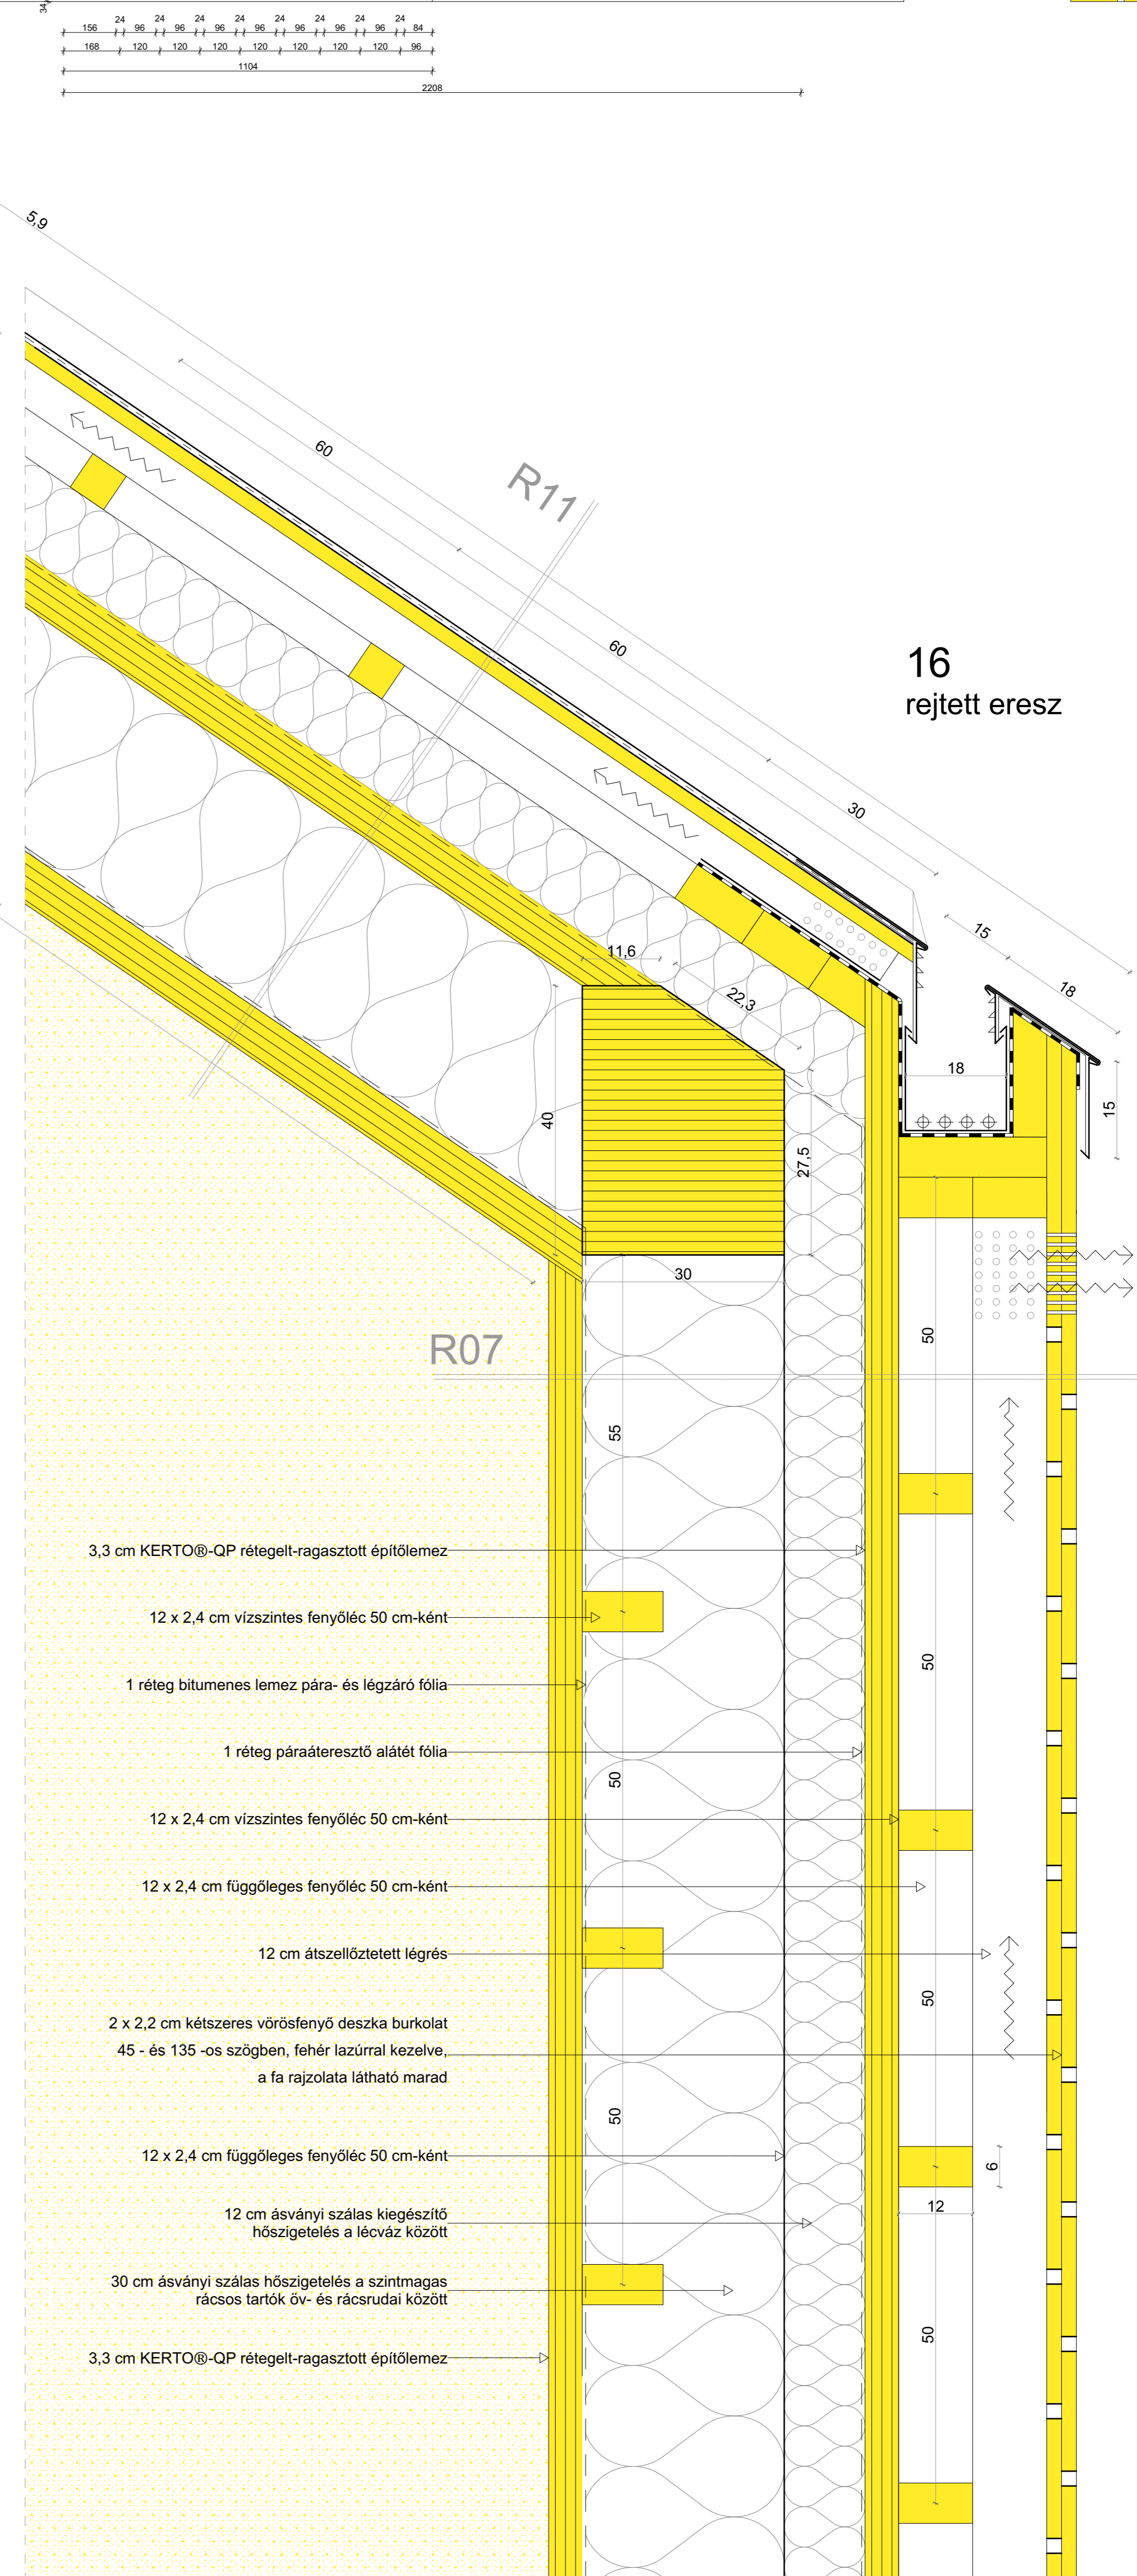 34
24 24 24 24 24 24 24 24
156 96 96 96 96 96 96 96 84
168 120 120 120 120 120 120 120 96
1104
2208
5,9
60
R11
60
16
rejtett eresz
30
15
18
11,6
22,3
18
15
40
27,5
30
50
R07
55
3,3 cm KERTO®-QP rétegelt-ragasztott építőlemez
12 x 2,4 cm vízszintes fenyőléc 50 cm-ként
50
1 réteg bitumenes lemez pára- és légzáró fólia
1 réteg páraáteresztő alátét fólia
50
12 x 2,4 cm vízszintes fenyőléc 50 cm-ként
12 x 2,4 cm függőleges fenyőléc 50 cm-ként
12 cm átszellőztetett légrés
50
2 x 2,2 cm kétszeres vörösfenyő deszka burkolat
45 - és 135 -os szögben, fehér lazúrral kezelve,
a fa rajzolata látható marad
50
12 x 2,4 cm függőleges fenyőléc 50 cm-ként
6
12
12 cm ásványi szálas kiegészítő
hőszigetelés a lécváz között
30 cm ásványi szálas hőszigetelés a szintmagas
rácsos tartók öv- és rácsrudai között
50
3,3 cm KERTO®-QP rétegelt-ragasztott építőlemez